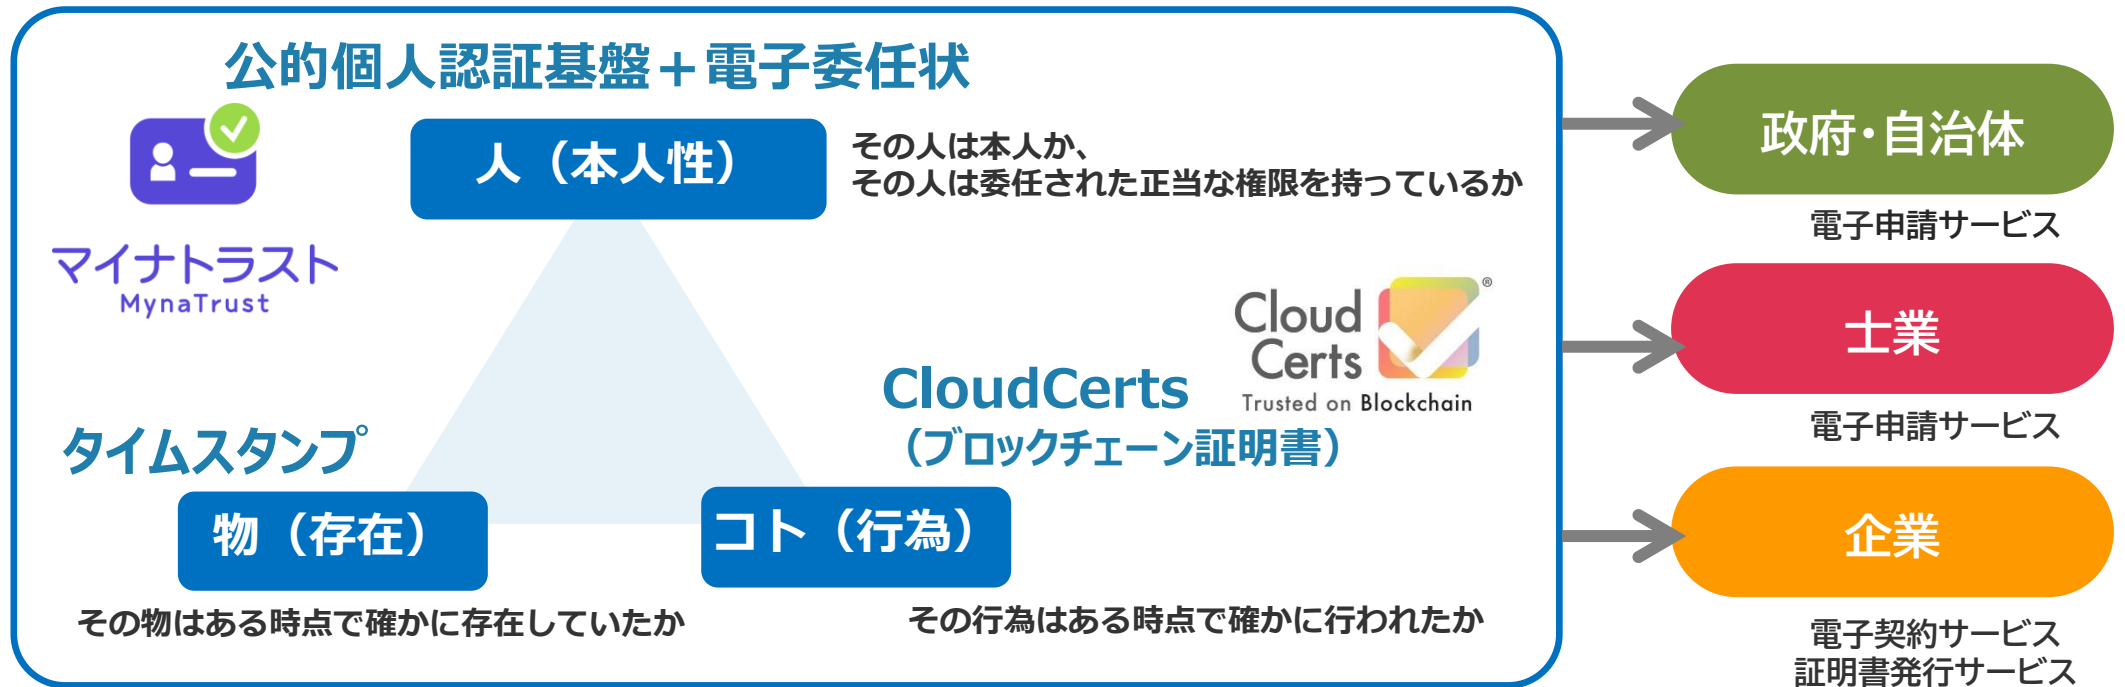 公的個人認証基盤＋電子委任状
人（本人性）
その人は本人か、
その人は委任された正当な権限を持っているか
マイナトラスト
MynaTrust
Cloud
Certs
®
Trusted on Blockchain
CloudCerts
（ブロックチェーン証明書）
タイムスタンプ
物（存在）
コト（行為）
その物はある時点で確かに存在していたか
その行為はある時点で確かに行われたか
政府・自治体
電子申請サービス
士業
電子申請サービス
企業
電子契約サービス
証明書発行サービス